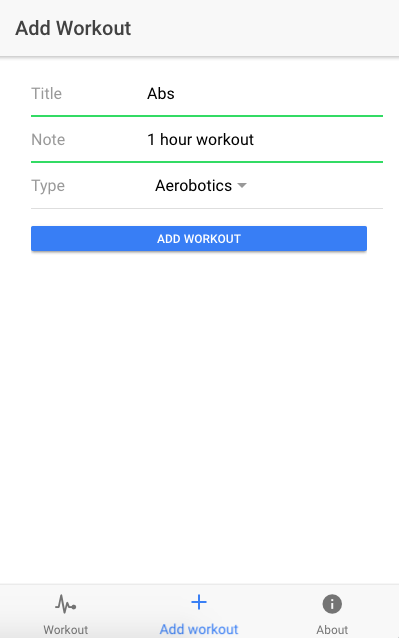 Add Workout
Title Abs
Note 1 hour workout
Type Aerobotics
ADD WORKOUT
Workout Add workout About